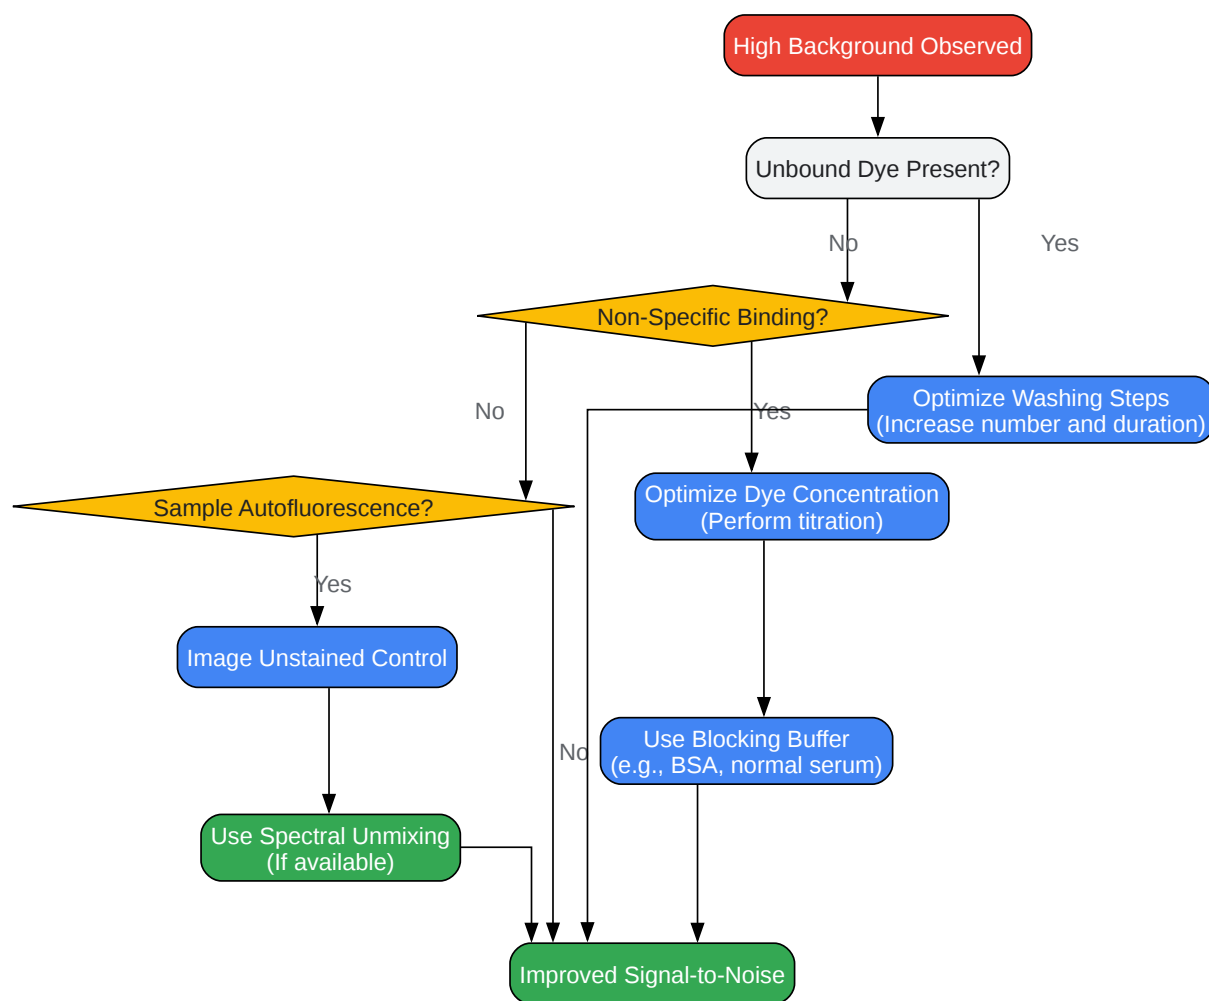 High Background Observed
Unbound Dye Present?
No
Yes
Non-Specific Binding?
No
Yes
Optimize Washing Steps
(Increase number and duration)
Sample Autofluorescence?
Optimize Dye Concentration
(Perform titration)
Yes
Image Unstained Control
No
Use Blocking Buffer
(e.g., BSA, normal serum)
Use Spectral Unmixing
(If available)
Improved Signal-to-Noise